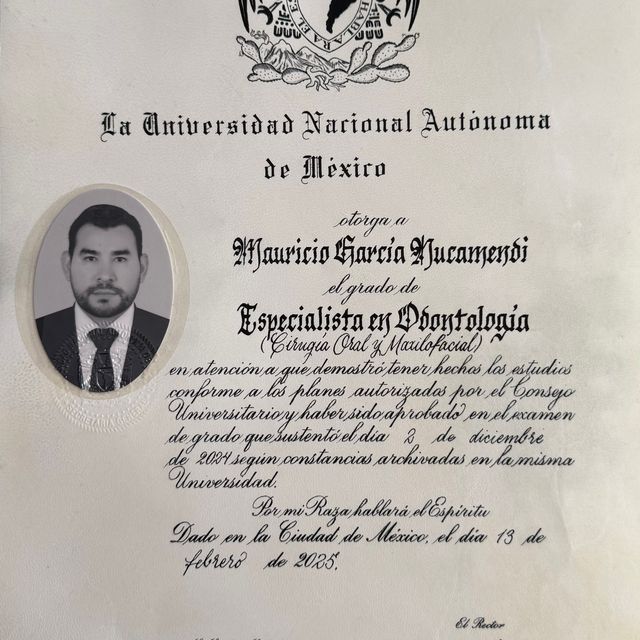 HABLARA EL
La Universidad Nacional Autónoma
de México
otorga a
Mauricio García Nucamendi
el grado de
Especialista en Odontología
(Cirugía Oral y Maxilofacial)
en atención a que demostró tener hechos los estudios
conforme a los planes autorizados por el Consejo
Universitario y haber sido aprobado en el examen
de grado que sustentó el día 2 de diciembre
de 2024 según constancias archivadas en la misma
Universidad.
Por mi Raza hablará el Espíritu
Dado en la Ciudad de México, el día 13 de
febrero de 2025.
El Rector